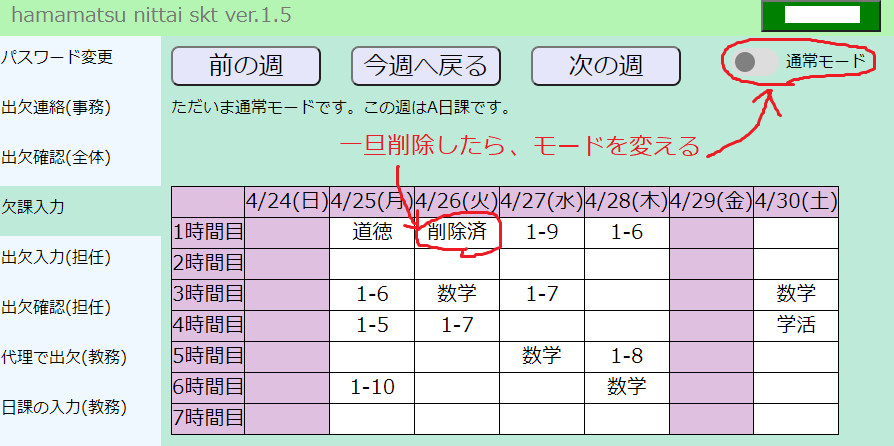 hamamatsu nittai skt ver.1.5
パスワード変更
出欠連絡(事務)
出欠確認(全体)
欠課入力
出欠入力(担任)
出欠確認(担任)
代理で出欠(教務)
日課の入力(教務)
前の週 今週へ戻る 次の週 通常モード
ただいま通常モードです。この週はA日課です。
一旦削除したら、モードを変える
4/24(日) 4/25(月) 4/26(火) 4/27(水) 4/28(木) 4/29(金) 4/30(土)
1時間目 道徳 削除済 1-9 1-6
2時間目
3時間目 1-6 数学 1-7 数学
4時間目 1-5 1-7 学活
5時間目 数学 1-8
6時間目 1-10 数学
7時間目